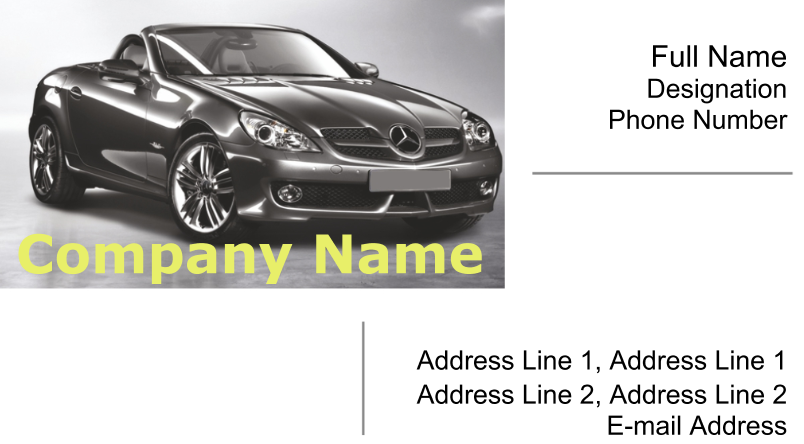 Full Name
Designation
Phone Number
Company Name
Address Line 1, Address Line 1
Address Line 2, Address Line 2
E-mail Address